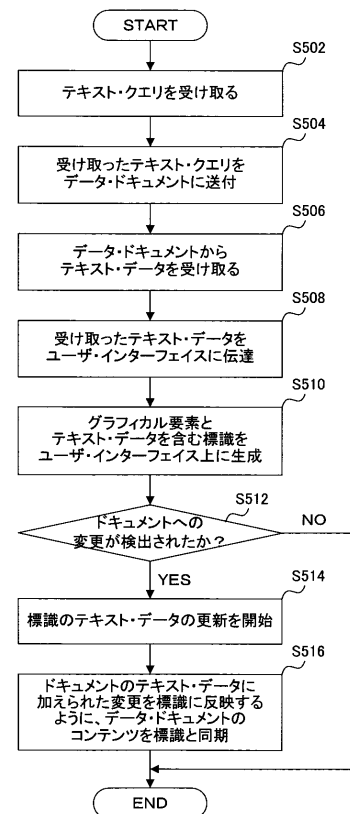 START
S502
テキスト・クエリを受け取る
S504
受け取ったテキスト・クエリを
データ・ドキュメントに送付
S506
データ・ドキュメントから
テキスト・データを受け取る
S508
受け取ったテキスト・データを
ユーザ・インターフェイスに伝達
S510
グラフィカル要素と
テキスト・データを含む標識を
ユーザ・インターフェイス上に生成
S512
ドキュメントへの
変更が検出されたか？
NO
YES
S514
標識のテキスト・データの更新を開始
S516
ドキュメントのテキスト・データに
加えられた変更を標識に反映する
ように、データ・ドキュメントの
コンテンツを標識と同期
END